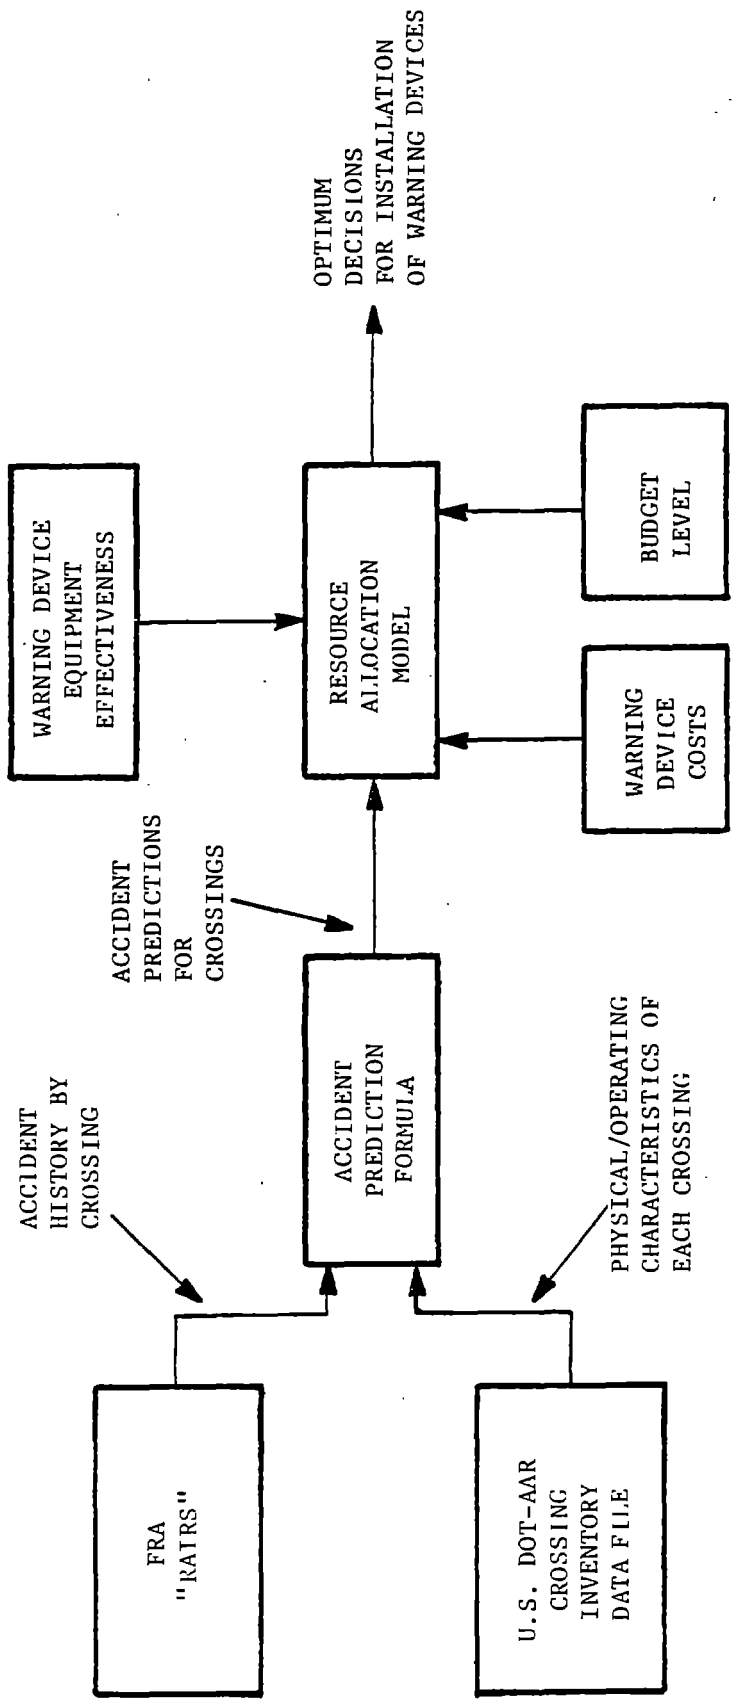 FRA
"RAIRS"
U.S. DOT-AAR
CROSSING
INVENTORY
DATA FILE
ACCIDENT
HISTORY BY
CROSSING
PHYSICAL/OPERATING
CHARACTERISTICS OF
EACH CROSSING
ACCIDENT
PREDICTION
FORMULA
ACCIDENT
PREDICTIONS
FOR
CROSSINGS
WARNING DEVICE
EQUIPMENT
EFFECTIVENESS
RESOURCE
ALLOCATION
MODEL
WARNING
DEVICE
COSTS
BUDGET
LEVEL
OPTIMUM
DECISIONS
FOR INSTALLATION
OF WARNING DEVICES